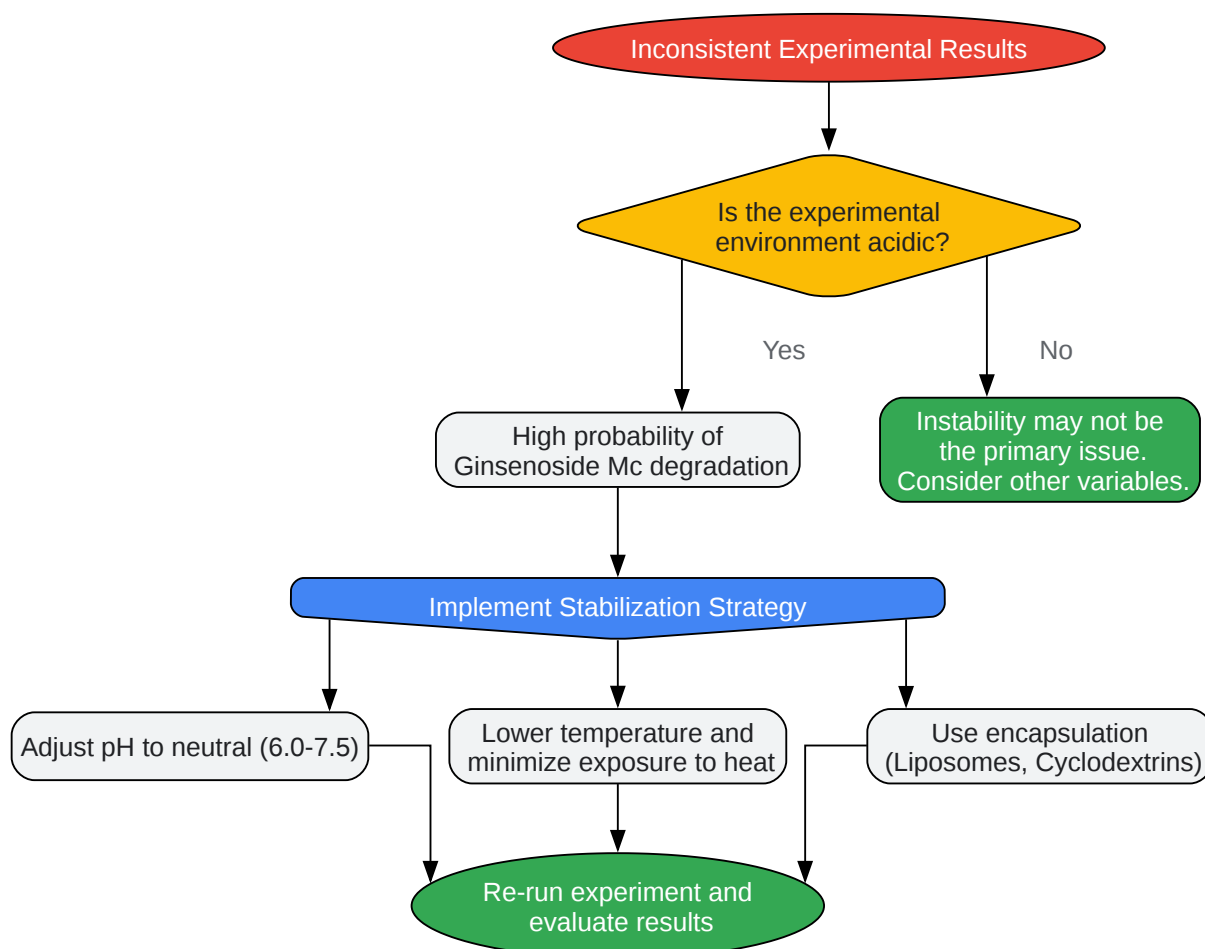 Inconsistent Experimental Results
Is the experimental
environment acidic?
Yes
No
High probability of
Ginsenoside Mc degradation
Instability may not be
the primary issue.
Consider other variables.
Implement Stabilization Strategy
Adjust pH to neutral (6.0-7.5)
Lower temperature and
minimize exposure to heat
Use encapsulation
(Liposomes, Cyclodextrins)
Re-run experiment and
evaluate results